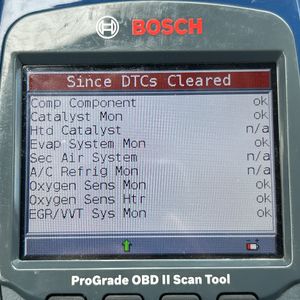 BOSCH
Since DTCs Cleared
Comp Component ok
Catalyst Mon ok
Htd Catalyst n/a
Evap System Mon ok
Sec Air System n/a
A/C Refrig Mon n/a
Oxygen Sens Mon ok
Oxygen Sens Htr ok
EGR/VVT Sys Mon ok
ProGrade OBD II Scan Tool